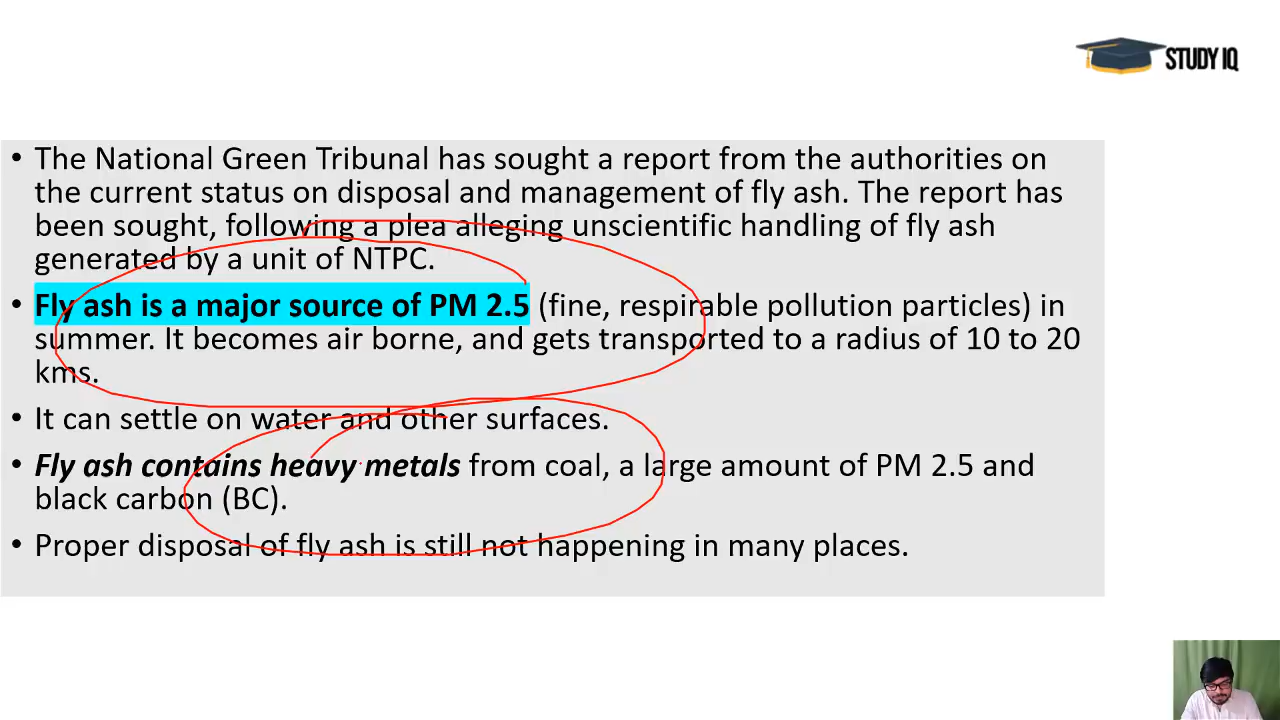 STUDY IQ
• The National Green Tribunal has sought a report from the authorities on
the current status on disposal and management of fly ash. The report has
been sought, following a plea alleging unscientific handling of fly ash
generated by a unit of NTPC.
• Fly ash is a major source of PM 2.5 (fine, respirable pollution particles) in
summer. It becomes air borne, and gets transported to a radius of 10 to 20
kms.
• It can settle on water and other surfaces.
• Fly ash contains heavy metals from coal, a large amount of PM 2.5 and
black carbon (BC).
• Proper disposal of fly ash is still not happening in many places.